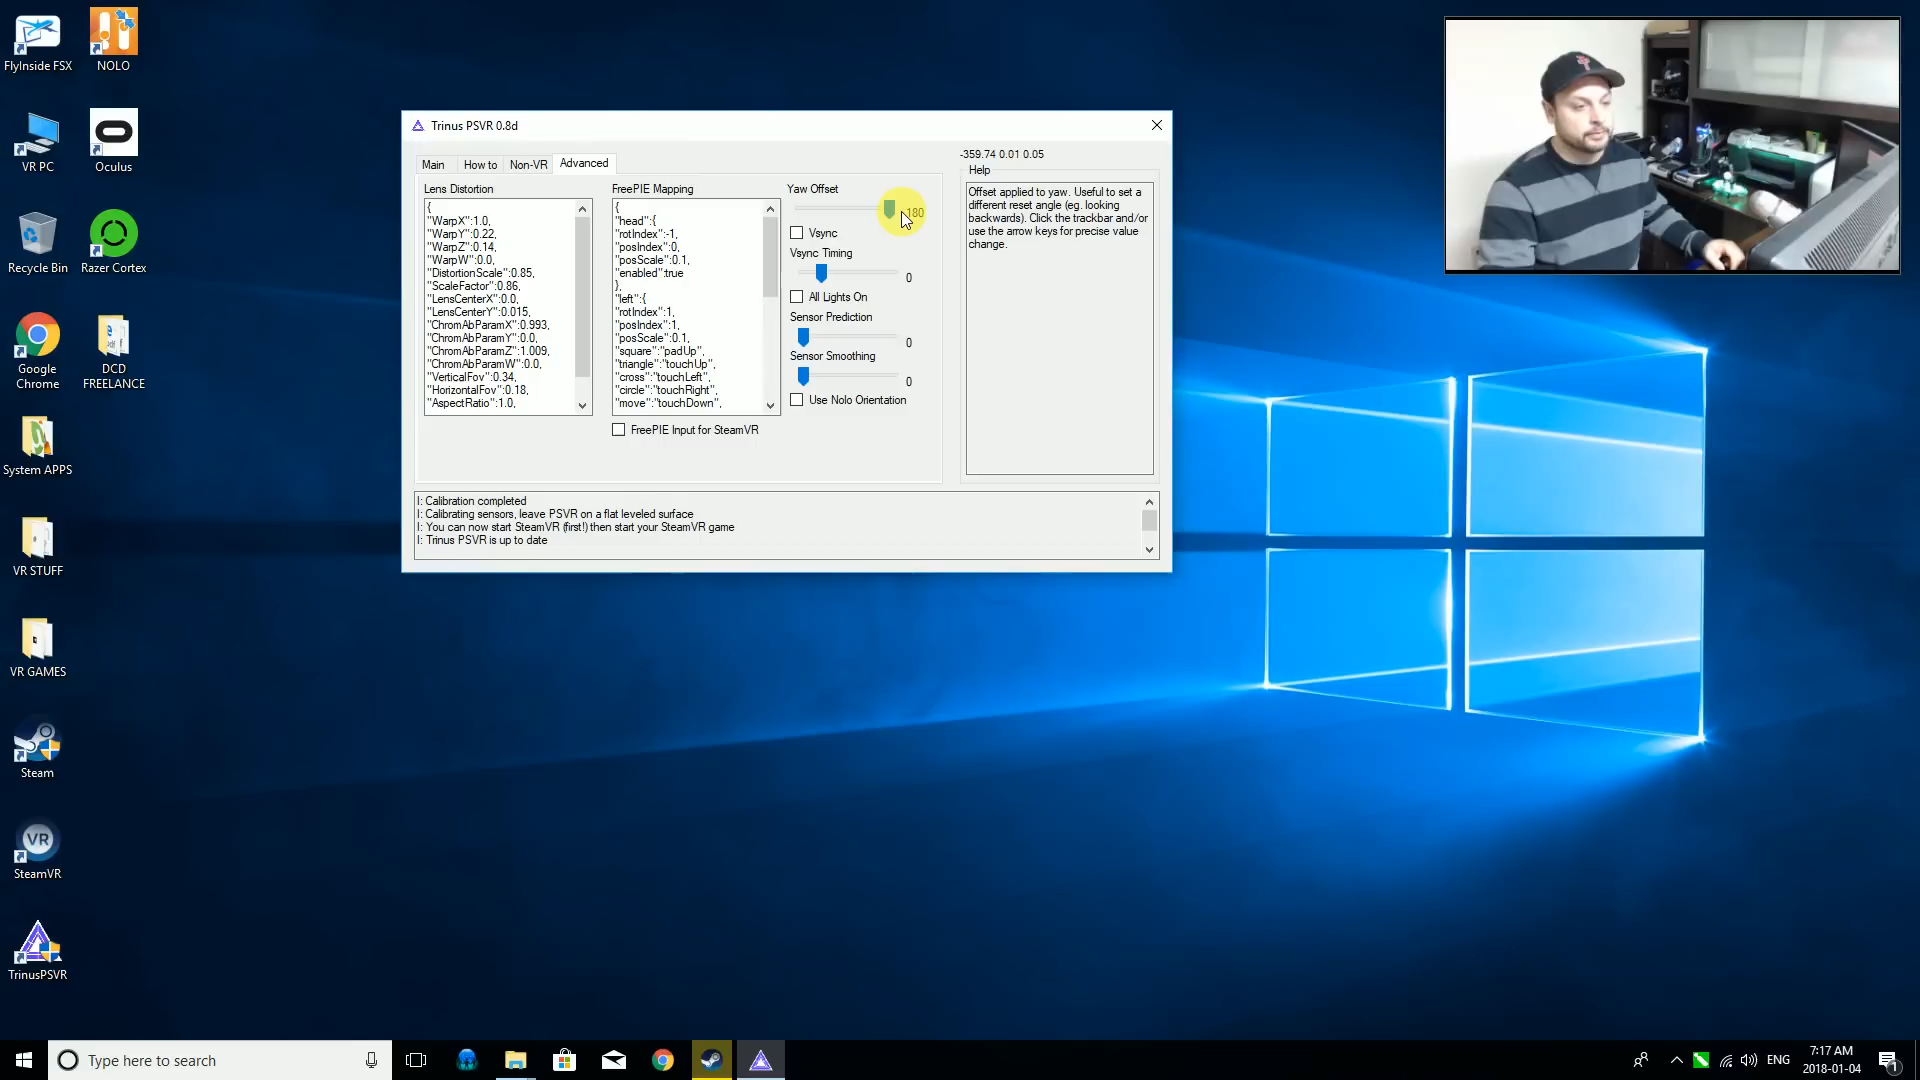 FlyInside FSX
NOLO
VR PC
Oculus
Recycle Bin
Razer Cortex
Google
Chrome
DCD
FREELANCE
System APPS
VR STUFF
VR GAMES
Steam
VR
SteamVR
TrinusPSVR
Trinus PSVR 0.8d
Main
How to
Non-VR
Advanced
Lens Distortion
{
"WarpX":1.0,
"WarpY":0.22,
"WarpZ":0.14,
"WarpW":0.0,
"DistortionScale":0.85,
"ScaleFactor":0.86,
"LensCenterX":0.0,
"LensCenterY":0.015,
"ChromAbParamX":0.993,
"ChromAbParamY":0.0,
"ChromAbParamZ":1.009,
"ChromAbParamW":0.0,
"VerticalFov":0.34,
"HorizontalFov":0.18,
"AspectRatio":1.0,
FreePIE Mapping
{
"head":{
"rotIndex":-1,
"posIndex":0,
"posScale":0.1,
"enabled":true
},
"left":{
"rotIndex":1,
"posIndex":1,
"posScale":0.1,
"square":"padUp",
"triangle":"touchUp",
"cross":"touchLeft",
"circle":"touchRight",
"move":"touchDown",
FreePIE Input for SteamVR
Yaw Offset
180
Vsync
Vsync Timing
0
All Lights On
Sensor Prediction
0
Sensor Smoothing
0
Use Nolo Orientation
-359.74 0.01 0.05
Help
Offset applied to yaw. Useful to set a
different reset angle (eg. looking
backwards). Click the trackbar and/or
use the arrow keys for precise value
change.
I: Calibration completed
I: Calibrating sensors, leave PSVR on a flat leveled surface
I: You can now start SteamVR (first!) then start your SteamVR game
I: Trinus PSVR is up to date
Type here to search
ENG
7:17 AM
2018-01-04
1